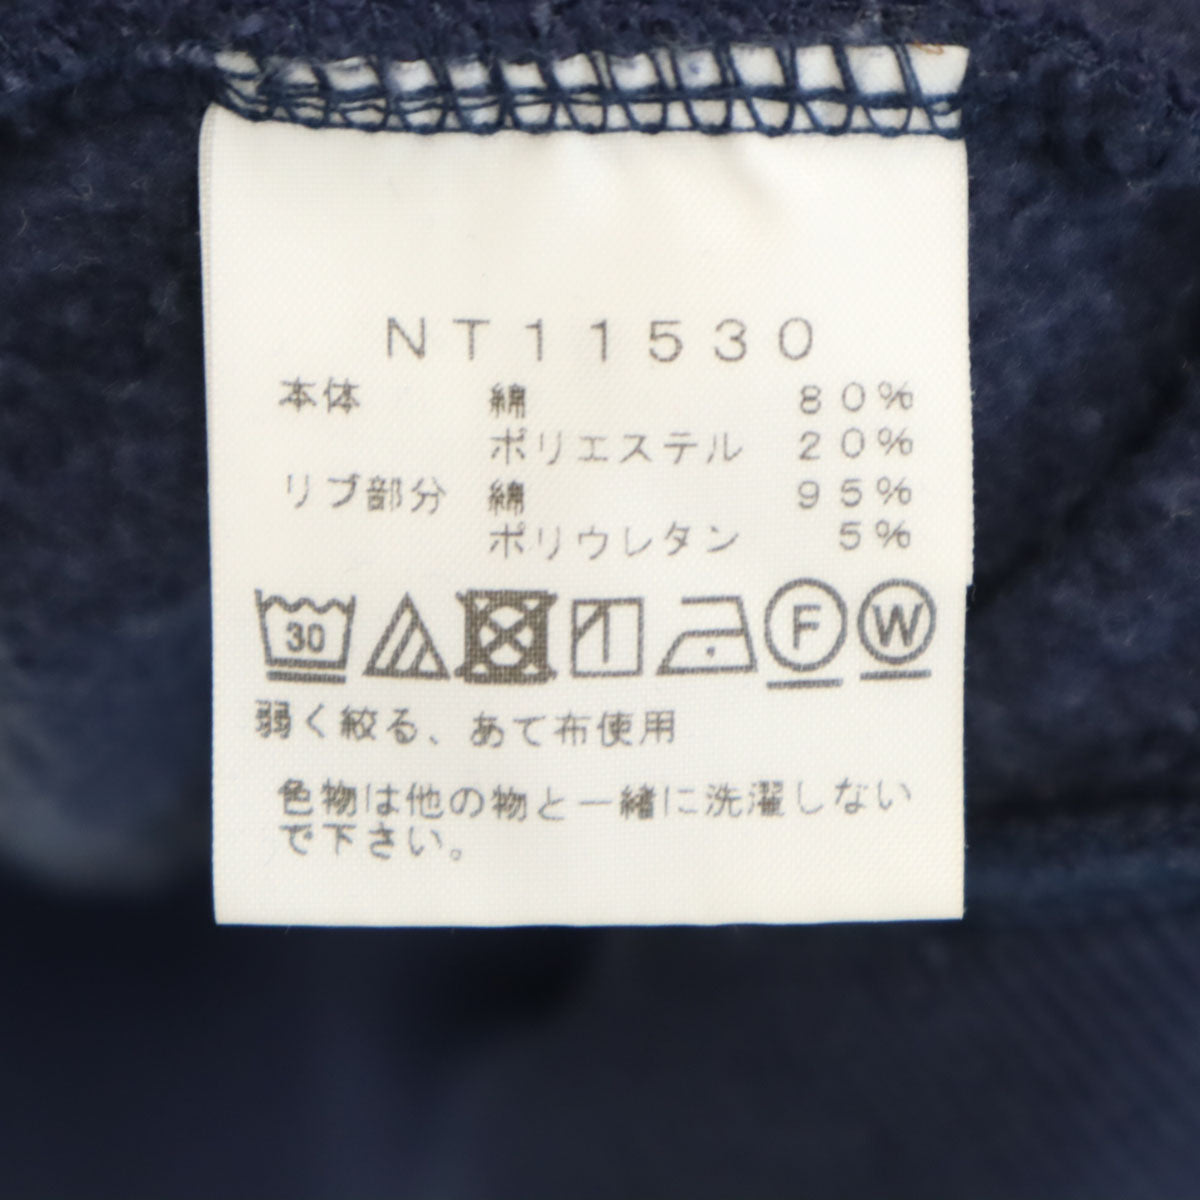 NT11530
本体 綿 80%
ポリエステル 20%
リブ部分 綿 95%
ポリウレタン 5%
30 F W
弱く絞る、あて布使用
色物は他の物と一緒に洗濯しない
で下さい。